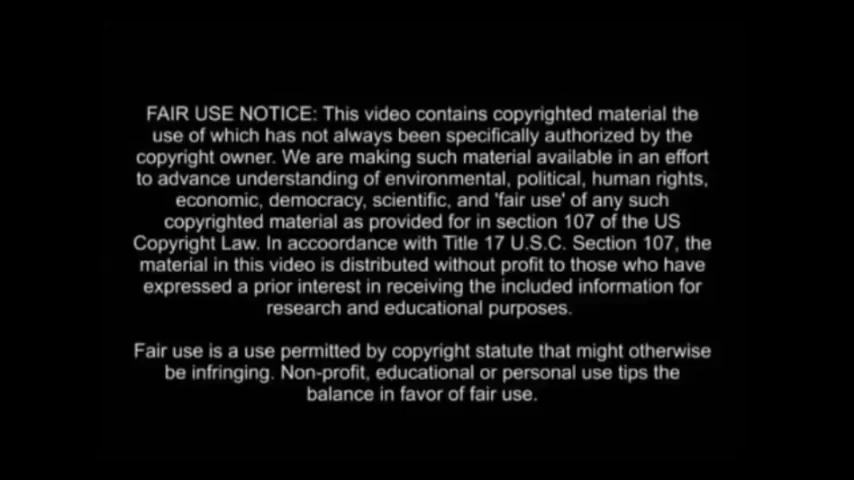 FAIR USE NOTICE: This video contains copyrighted material the
use of which has not always been specifically authorized by the
copyright owner. We are making such material available in an effort
to advance understanding of environmental, political, human rights,
economic, democracy, scientific, and 'fair use' of any such
copyrighted material as provided for in section 107 of the US
Copyright Law. In accoordance with Title 17 U.S.C. Section 107, the
material in this video is distributed without profit to those who have
expressed a prior interest in receiving the included information for
research and educational purposes.
Fair use is a use permitted by copyright statute that might otherwise
be infringing. Non-profit, educational or personal use tips the
balance in favor of fair use.